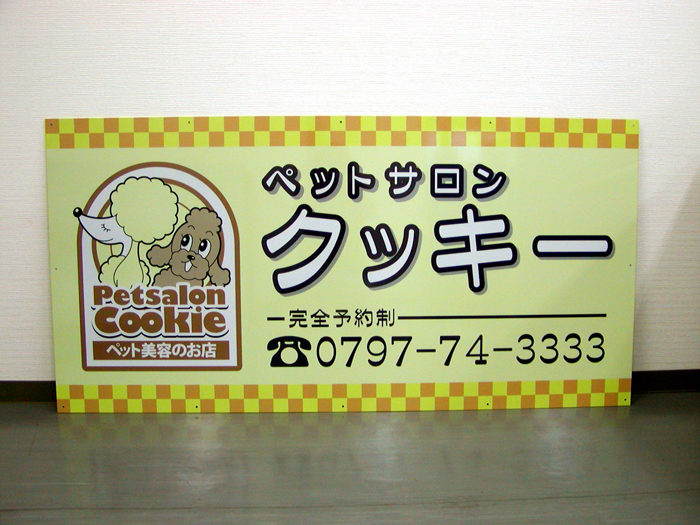 Petsalon
Cookie
ペット美容のお店
ペットサロン
クッキー
完全予約制
☎0797-74-3333